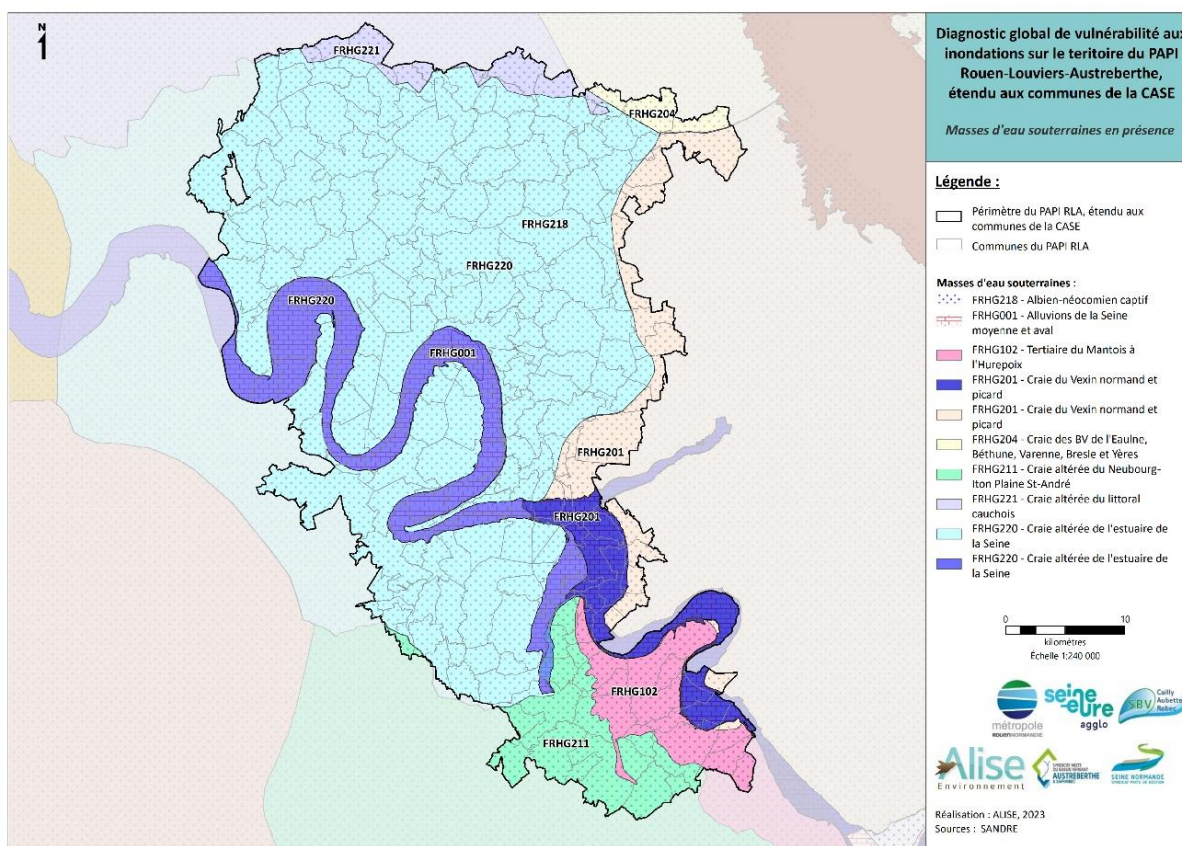 N
FRHG221
FRHG204
FRHG218
FRHG220
FRHG220
FRHG001
FRHG201
FRHG201
FRHG102
FRHG211
Diagnostic global de vulnérabilité aux
inondations sur le teritoire du PAPI
Rouen-Louviers-Austreberthe,
étendu aux communes de la CASE
Masses d'eau souterraines en présence
Légende :
Périmètre du PAPI RLA, étendu aux
communes de la CASE
Communes du PAPI RLA
Masses d'eau souterraines :
FRHG218 - Albien-néocomien captif
FRHG001 - Alluvions de la Seine
moyenne et aval
FRHG102 - Tertiaire du Mantois à
l'Hurepoix
FRHG201 - Craie du Vexin normand et
picard
FRHG201 - Craie du Vexin normand et
picard
FRHG204 - Craie des BV de l'Eaulne,
Béthune, Varenne, Bresle et Yères
FRHG211 - Craie altérée du Neubourg-
Iton Plaine St-André
FRHG221 - Craie altérée du littoral
cauchois
FRHG220 - Craie altérée de l'estuaire de
la Seine
FRHG220 - Craie altérée de l'estuaire de
la Seine
0 10
kilomètres
Échelle 1:240 000
métropole
ROUENNORMANDIE
seine-eure
agglo
SBV
Cailly
Aubette
Robec
Alise
Environnement
AUSTREBERTHE
SEINE NORMANDE
Réalisation : ALISE, 2023
Sources : SANDRE